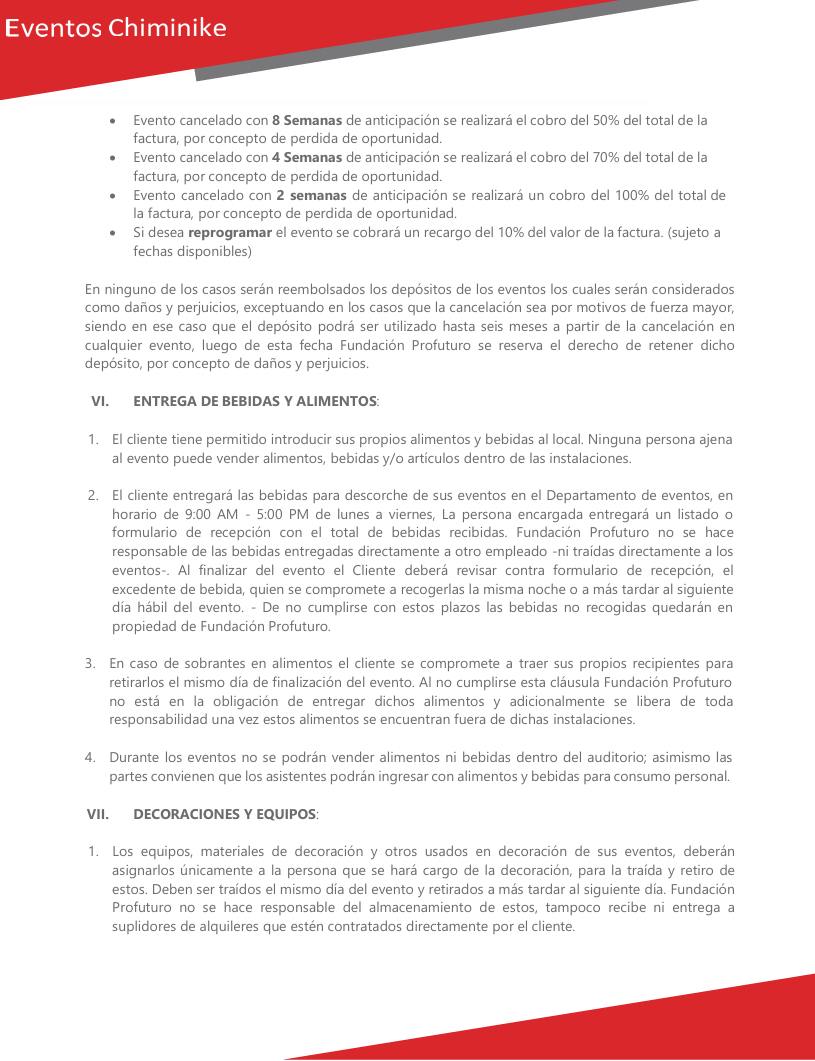 Eventos Chiminike
• Evento cancelado con 8 Semanas de anticipación se realizará el cobro del 50% del total de la
factura, por concepto de perdida de oportunidad.
• Evento cancelado con 4 Semanas de anticipación se realizará el cobro del 70% del total de la
factura, por concepto de perdida de oportunidad.
• Evento cancelado con 2 semanas de anticipación se realizará un cobro del 100% del total de
la factura, por concepto de perdida de oportunidad.
• Si desea reprogramar el evento se cobrará un recargo del 10% del valor de la factura. (sujeto a
fechas disponibles)
En ninguno de los casos serán reembolsados los depósitos de los eventos los cuales serán considerados
como daños y perjuicios, exceptuando en los casos que la cancelación sea por motivos de fuerza mayor,
siendo en ese caso que el depósito podrá ser utilizado hasta seis meses a partir de la cancelación en
cualquier evento, luego de esta fecha Fundación Profuturo se reserva el derecho de retener dicho
depósito, por concepto de daños y perjuicios.
VI. ENTREGA DE BEBIDAS Y ALIMENTOS:
1. El cliente tiene permitido introducir sus propios alimentos y bebidas al local. Ninguna persona ajena
al evento puede vender alimentos, bebidas y/o artículos dentro de las instalaciones.
2. El cliente entregará las bebidas para descorche de sus eventos en el Departamento de eventos, en
horario de 9:00 AM - 5:00 PM de lunes a viernes, La persona encargada entregará un listado o
formulario de recepción con el total de bebidas recibidas. Fundación Profuturo no se hace
responsable de las bebidas entregadas directamente a otro empleado -ni traídas directamente a los
eventos-. Al finalizar del evento el Cliente deberá revisar contra formulario de recepción, el
excedente de bebida, quien se compromete a recogerlas la misma noche o a más tardar al siguiente
día hábil del evento. - De no cumplirse con estos plazos las bebidas no recogidas quedarán en
propiedad de Fundación Profuturo.
3. En caso de sobrantes en alimentos el cliente se compromete a traer sus propios recipientes para
retirarlos el mismo día de finalización del evento. Al no cumplirse esta cláusula Fundación Profuturo
no está en la obligación de entregar dichos alimentos y adicionalmente se libera de toda
responsabilidad una vez estos alimentos se encuentran fuera de dichas instalaciones.
4. Durante los eventos no se podrán vender alimentos ni bebidas dentro del auditorio; asimismo las
partes convienen que los asistentes podrán ingresar con alimentos y bebidas para consumo personal.
VII. DECORACIONES Y EQUIPOS:
1. Los equipos, materiales de decoración y otros usados en decoración de sus eventos, deberán
asignarlos únicamente a la persona que se hará cargo de la decoración, para la traída y retiro de
estos. Deben ser traídos el mismo día del evento y retirados a más tardar al siguiente día. Fundación
Profuturo no se hace responsable del almacenamiento de estos, tampoco recibe ni entrega a
suplidores de alquileres que estén contratados directamente por el cliente.